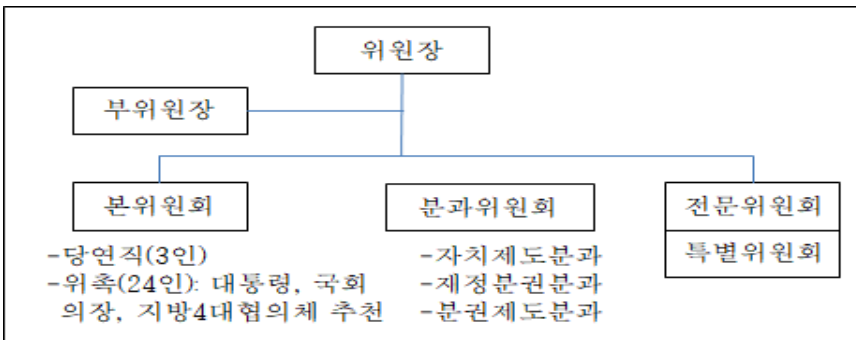 위원장
부위원장
본위원회
분과위원회
전문위원회
특별위원회
-당연직(3인)
-위촉(24인): 대통령, 국회
의장, 지방4대협의체 추천
-자치제도분과
-재정분권분과
-분권제도분과